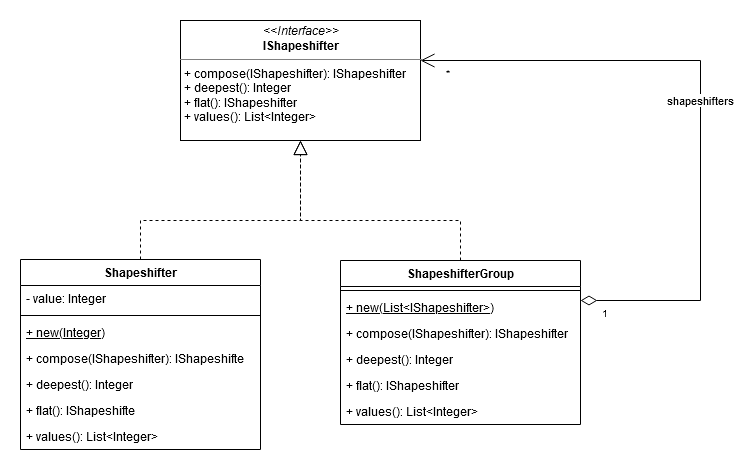 <<Interface>>
IShapeshifter
+ compose(IShapeshifter): IShapeshifter
+ deepest(): Integer
+ flat(): IShapeshifter
+ values(): List<Integer>
*
shapeshifters
Shapeshifter
- value: Integer
+ new(Integer)
+ compose(IShapeshifter): IShapeshifte
+ deepest(): Integer
+ flat(): IShapeshifte
+ values(): List<Integer>
ShapeshifterGroup
+ new(List<IShapeshifter>)
+ compose(IShapeshifter): IShapeshifter
+ deepest(): Integer
+ flat(): IShapeshifter
+ values(): List<Integer>
1